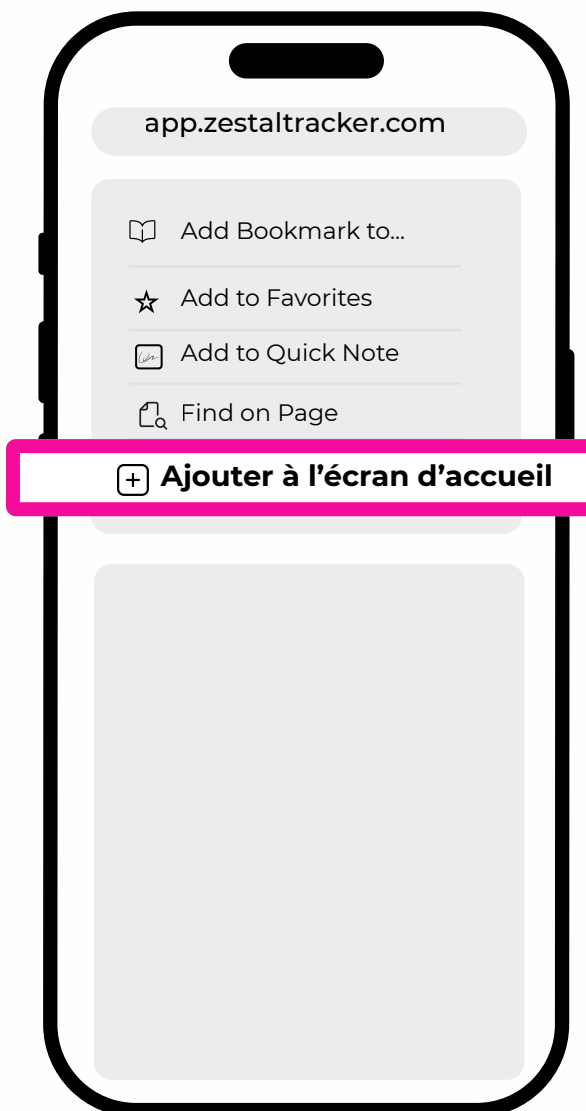 app.zestaltracker.com
Add Bookmark to...
Add to Favorites
Add to Quick Note
Find on Page
Ajouter à l’écran d’accueil